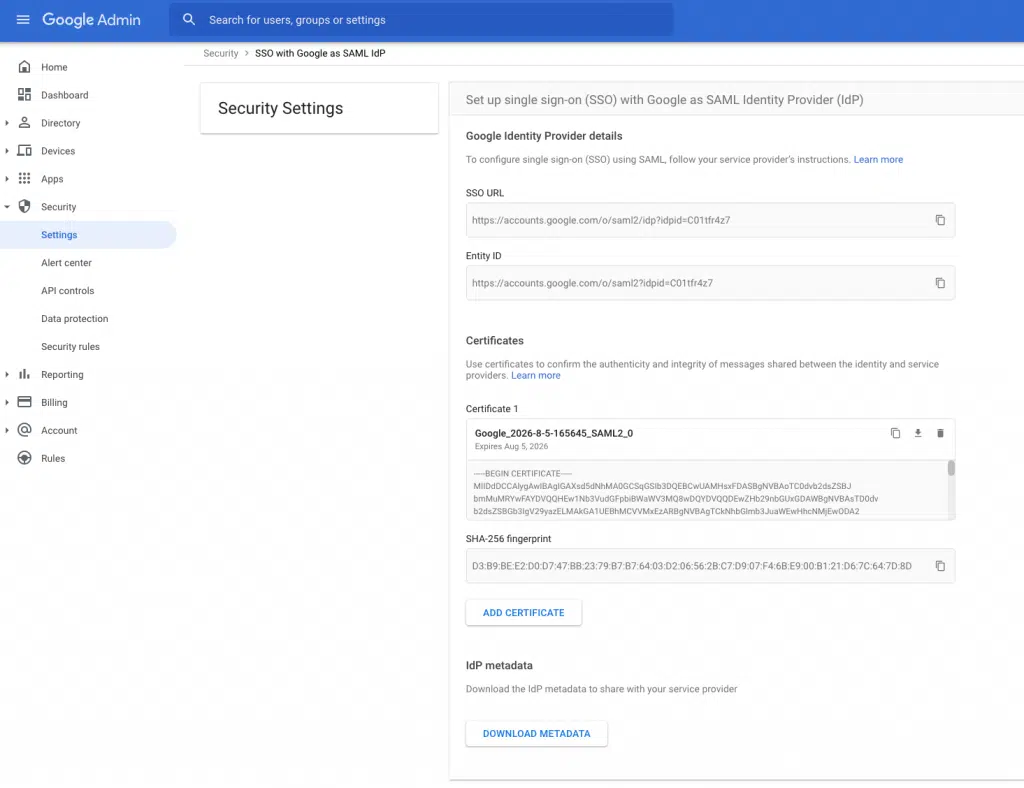 Google Admin
Search for users, groups or settings
Security > SSO with Google as SAML IdP
Home
Dashboard
Directory
Devices
Apps
Security
Settings
Alert center
API controls
Data protection
Security rules
Reporting
Billing
Account
Rules
Security Settings
Set up single sign-on (SSO) with Google as SAML Identity Provider (IdP)
Google Identity Provider details
To configure single sign-on (SSO) using SAML, follow your service provider's instructions. Learn more
SSO URL
https://accounts.google.com/o/saml2/idp?idpid=C01tfr4z7
Entity ID
https://accounts.google.com/o/saml2?idpid=C01tfr4z7
Certificates
Use certificates to confirm the authenticity and integrity of messages shared between the identity and service
providers. Learn more
Certificate 1
Google_2026-8-5-165645_SAML2_0
Expires Aug 5, 2026
-----BEGIN CERTIFICATE-----
MIIDdDCCAlygAwIBAgIGAXsd5dNhMA0GCSqGSIb3DQEBCwUAMHsxFDASBgNVBAoTC0dvb2dsZSBJ
bmMuMRYwFAYDVQQHEw1Nb3VudGFpbiBWaWV3MQ8wDQYDVQQDEwZHb29nbGUxGDAWBgNVBAsTD0dv
b2dsZSBGb3IgV29yazELMAkGA1UEBhMCVVMxEzARBgNVBAgTCkNhbGlmb3JuaWEwHhcNMjEwODA2
SHA-256 fingerprint
D3:B9:BE:E2:D0:D7:47:BB:23:79:B7:B7:64:03:D2:06:56:2B:C7:D9:07:F4:6B:E9:00:B1:21:D6:7C:64:7D:8D
ADD CERTIFICATE
IdP metadata
Download the IdP metadata to share with your service provider
DOWNLOAD METADATA